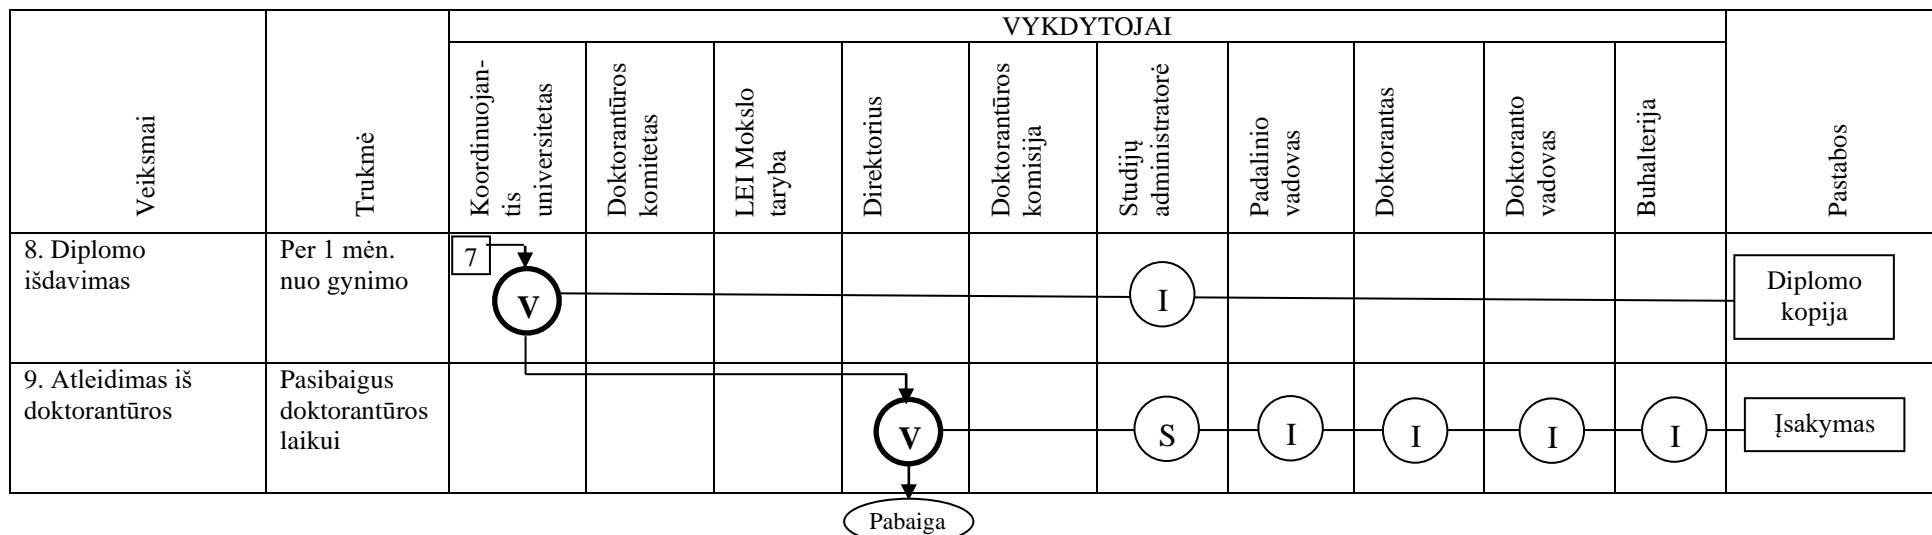 VYKDYTOJAI
Veiksmai
Trukmė
Koordinuojan-
tis
universitetas
Doktorantūros
komitetas
LEI Mokslo
taryba
Direktorius
Doktorantūros
komisija
Studijų
administratorė
Padalinio
vadovas
Doktorantas
Doktoranto
vadovas
Buhalterija
Pastabos
8. Diplomo
išdavimas
Per 1 mėn.
nuo gynimo
7
V
I
Diplomo
kopija
9. Atleidimas iš
doktorantūros
Pasibaigus
doktorantūros
laikui
V
S
I
I
I
I
Įsakymas
Pabaiga